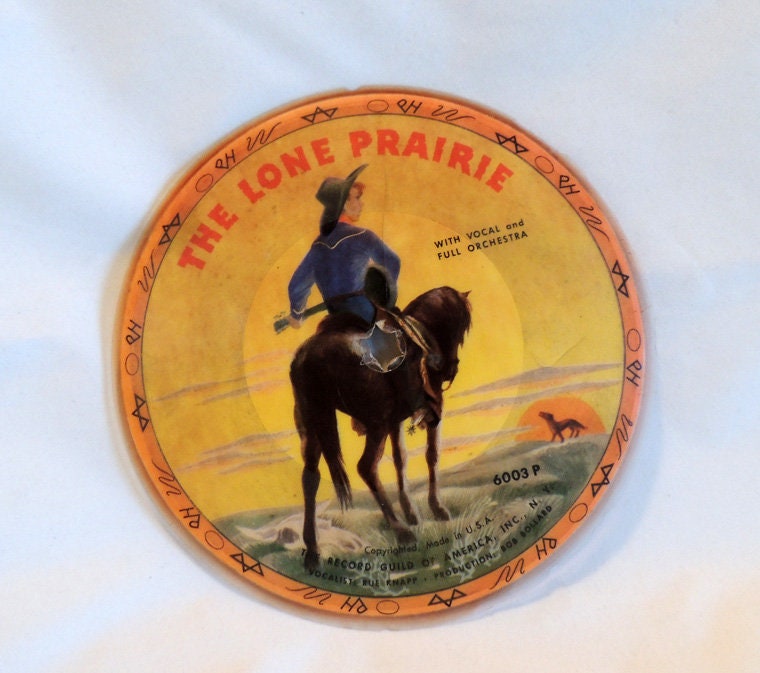 THE LONE PRAIRIE
WITH VOCAL and
FULL ORCHESTRA
6003 P
Copyrighted, Made in U.S.A.
THE RECORD GUILD OF AMERICA, INC., N. Y.
VOCALIST: RUE KNAPP • PRODUCTION: BOB BOLLARD